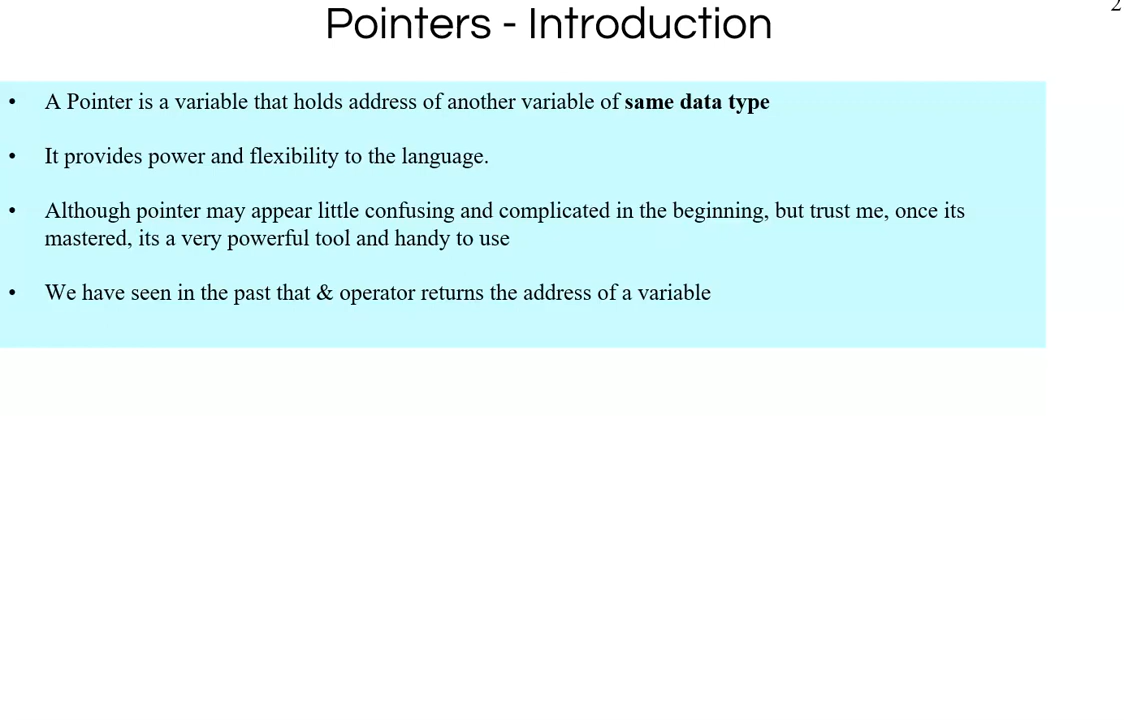 2
Pointers - Introduction
• A Pointer is a variable that holds address of another variable of same data type
• It provides power and flexibility to the language.
• Although pointer may appear little confusing and complicated in the beginning, but trust me, once its
mastered, its a very powerful tool and handy to use
• We have seen in the past that & operator returns the address of a variable